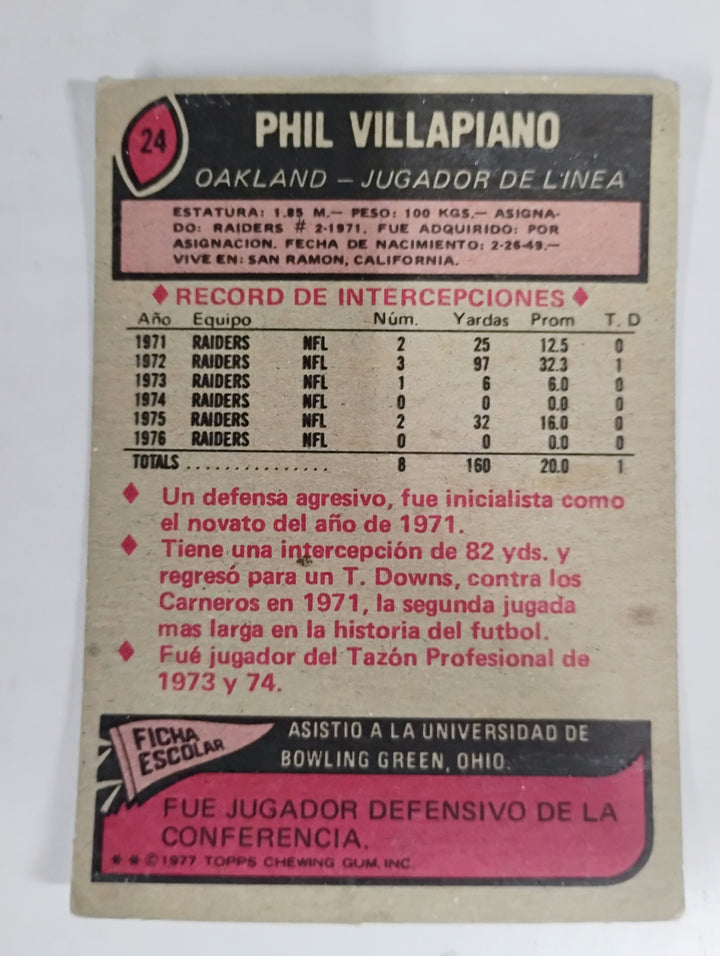 24
PHIL VILLAPIANO
OAKLAND – JUGADOR DE LINEA
ESTATURA: 1.85 M.— PESO: 100 KGS.— ASIGNA-
DO: RAIDERS # 2-1971. FUE ADQUIRIDO: POR
ASIGNACION. FECHA DE NACIMIENTO: 2-26-49.—
VIVE EN: SAN RAMON, CALIFORNIA.
♦ RECORD DE INTERCEPCIONES ♦
Año Equipo Núm. Yardas Prom T. D
1971 RAIDERS NFL 2 25 12.5 0
1972 RAIDERS NFL 3 97 32.3 1
1973 RAIDERS NFL 1 6 6.0 0
1974 RAIDERS NFL 0 0 0.0 0
1975 RAIDERS NFL 2 32 16.0 0
1976 RAIDERS NFL 0 0 0.0 0
TOTALS ............... 8 160 20.0 1
♦ Un defensa agresivo, fue inicialista como
el novato del año de 1971.
♦ Tiene una intercepción de 82 yds. y
regresó para un T. Downs, contra los
Carneros en 1971, la segunda jugada
mas larga en la historia del futbol.
♦ Fué jugador del Tazón Profesional de
1973 y 74.
FICHA
ESCOLAR
ASISTIO A LA UNIVERSIDAD DE
BOWLING GREEN, OHIO.
FUE JUGADOR DEFENSIVO DE LA
CONFERENCIA.
* * ©1977 TOPPS CHEWING GUM, INC.